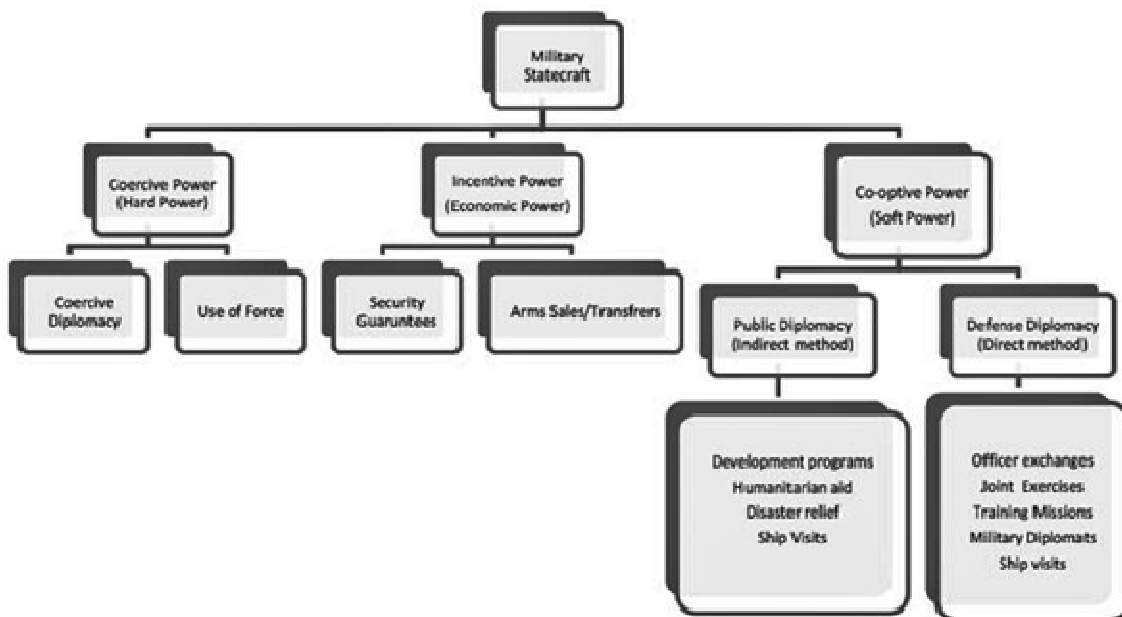 Military
Statecraft
Coercive Power
(Hard Power)
Incentive Power
(Economic Power)
Co-optive Power
(Soft Power)
Coercive
Diplomacy
Use of Force
Security
Guaruntees
Arms Sales/Transfrers
Public Diplomacy
(Indirect method)
Defense Diplomacy
(Direct method)
Development programs
Humanitarian aid
Disaster relief
Ship Visits
Officer exchanges
Joint Exercises
Training Missions
Military Diplomats
Ship visits